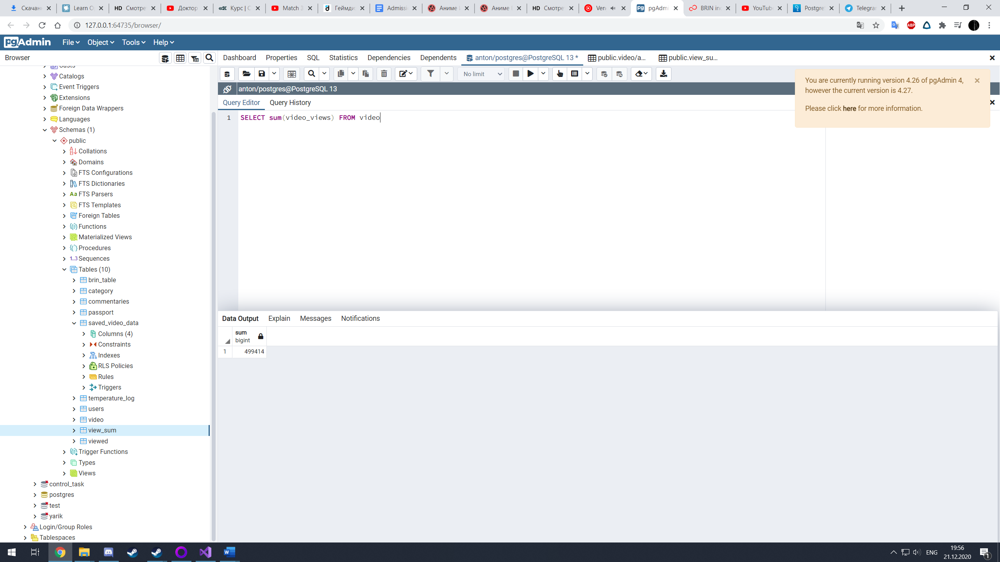 Скачан Learn O HD Смотре Доктор edX Курс | C Match 3 Геймди Admissi Аниме Аниме HD Смотре Ven pgAdmi BRIN in YouTub Postgre Telegra
127.0.0.1:64735/browser/
pgAdmin File Object Tools Help
Browser
Dashboard Properties SQL Statistics Dependencies Dependents anton/postgres@PostgreSQL 13 * public.video/a... public.view_su...
No limit
anton/postgres@PostgreSQL 13
You are currently running version 4.26 of pgAdmin 4,
however the current version is 4.27.
Please click here for more information.
Query Editor Query History
1 SELECT sum(video_views) FROM video
Casts
Catalogs
Event Triggers
Extensions
Foreign Data Wrappers
Languages
Schemas (1)
public
Collations
Domains
FTS Configurations
FTS Dictionaries
Aa FTS Parsers
FTS Templates
Foreign Tables
Functions
Materialized Views
Procedures
1..3 Sequences
Tables (10)
brin_table
category
commentaries
passport
saved_video_data
Columns (4)
Constraints
Indexes
RLS Policies
Rules
Triggers
temperature_log
users
video
view_sum
viewed
Trigger Functions
Types
Views
control_task
postgres
test
yarik
Login/Group Roles
Tablespaces
Data Output Explain Messages Notifications
sum
bigint
1 499414
ENG
19:56
21.12.2020
1